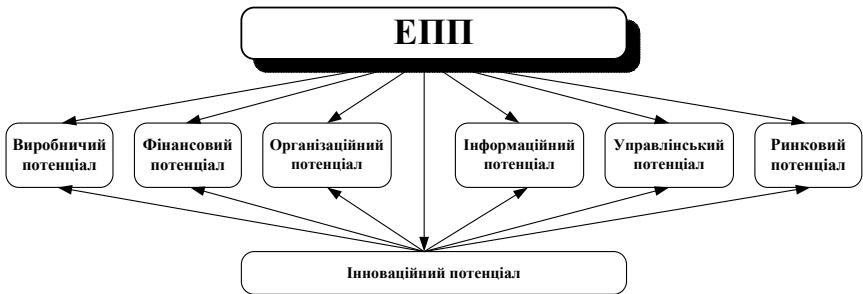 ЕПП
Виробничий
потенціал
Фінансовий
потенціал
Організаційний
потенціал
Інформаційний
потенціал
Управлінський
потенціал
Ринковий
потенціал
Інноваційний потенціал